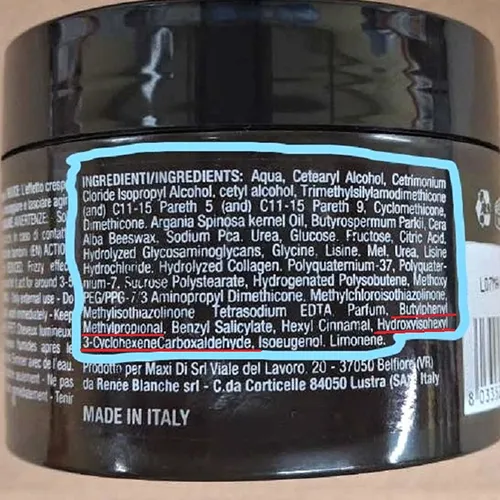 INGREDIENTI/INGREDIENTS: Aqua, Cetearyl Alcohol, Cetrimonium
Cloride Isopropyl Alcohol, cetyl alcohol, Trimethylsilylamodimethicone
(and) C11-15 Pareth 5 (and) C11-15 Pareth 9, Cyclomethicone,
Dimethicone, Argania Spinosa kernel Oil, Butyrospermum Parkii, Cera
Alba Beeswax, Sodium Pca, Urea, Glucose, Fructose, Citric Acid,
Hydrolyzed Glycosaminoglycans, Glycine, Lisine, Mel, Urea, Lisine
Hydrochloride, Hydrolyzed Collagen, Polyquaternium-37, Polyquater-
nium-7, Sucrose Polystearate, Hydrogenated Polysobutene, Methoxy
PEG/PPG-7/3 Aminopropyl Dimethicone, Methylchloroisothiazolinone,
Methylisothiazolinone Tetrasodium EDTA Parfum, Butylphenyl
Methylpropional, Benzyl Salicylate, Hexyl Cinnamal, Hydroxyisohexyl
3-CyclohexeneCarboxaldehyde, Isoeugenol, Limonene.
Prodotto per Maxi Di Srl Viale del Lavoro, 20 - 37050 Belfiore(VR)
da Renée Blanche srl - C.da Corticelle 84050 Lustra (SA) Italy
MADE IN ITALY